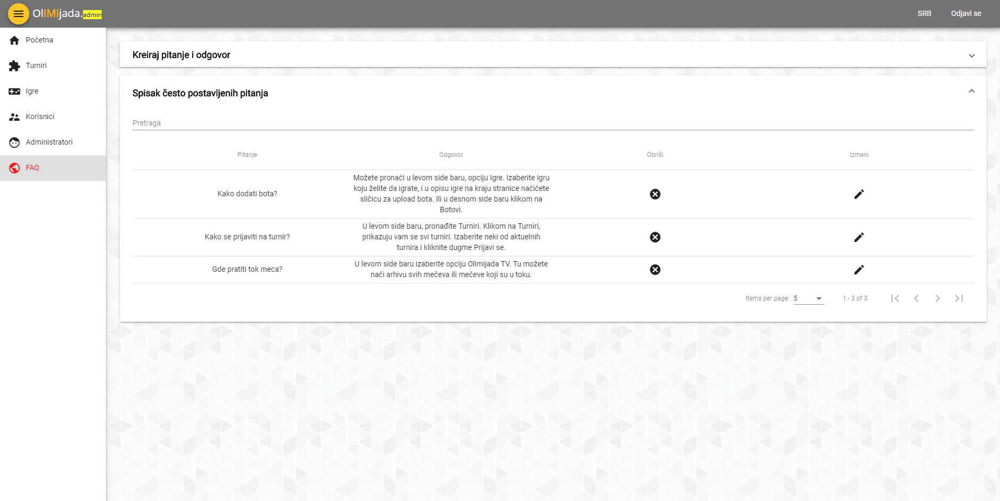 OlIMIjada.admin
SRB
Odjavi se
Početna
Turniri
Igre
Korisnici
Administratori
FAQ
Kreiraj pitanje i odgovor
Spisak često postavljenih pitanja
Pretraga
Pitanje
Odgovor
Obriši
Izmeni
Kako dodati bota?
Možete pronaći u levom side baru, opciju Igre. Izaberite igru
koju želite da igrate, i u opisu igre na kraju stranice naćićete
sličicu za upload bota. Ili u desnom side baru klikom na
Botovi.
Kako se prijaviti na turnir?
U levom side baru, pronađite Turniri. Klikom na Turniri,
prikazuju vam se svi turniri. Izaberite neki od aktuelnih
turnira i kliknite dugme Prijavi se.
Gde pratiti tok meca?
U levom side baru izaberite opciju Olimijada TV. Tu možete
naći arhivu svih mečeva ili mečeve koji su u toku.
Items per page: 5
1 - 3 of 3